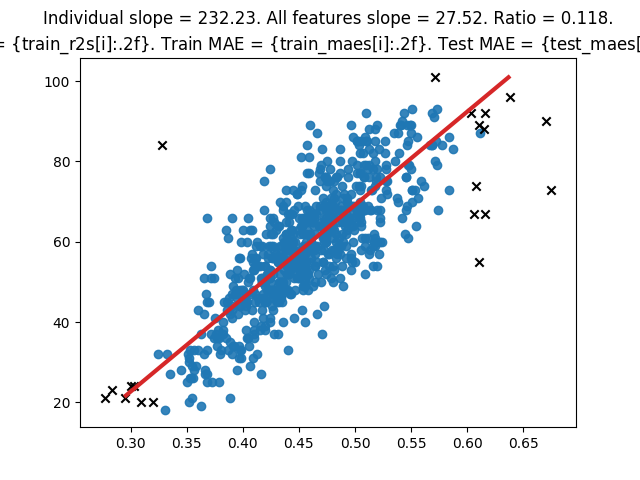 Individual slope = 232.23. All features slope = 27.52. Ratio = 0.118.
= {train_r2s[i]:.2f}. Train MAE = {train_maes[i]:.2f}. Test MAE = {test_maes[
100
80
60
40
20
0.30 0.35 0.40 0.45 0.50 0.55 0.60 0.65